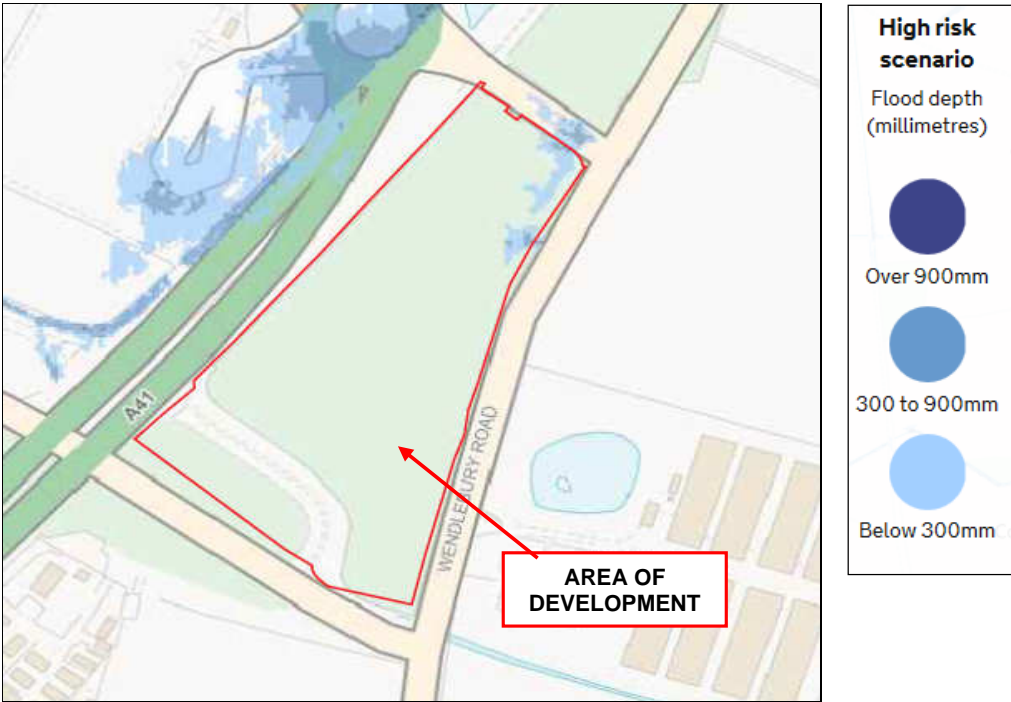 A41
WENDLEBURY ROAD
AREA OF
DEVELOPMENT
High risk
scenario
Flood depth
(millimetres)
Over 900mm
300 to 900mm
Below 300mm